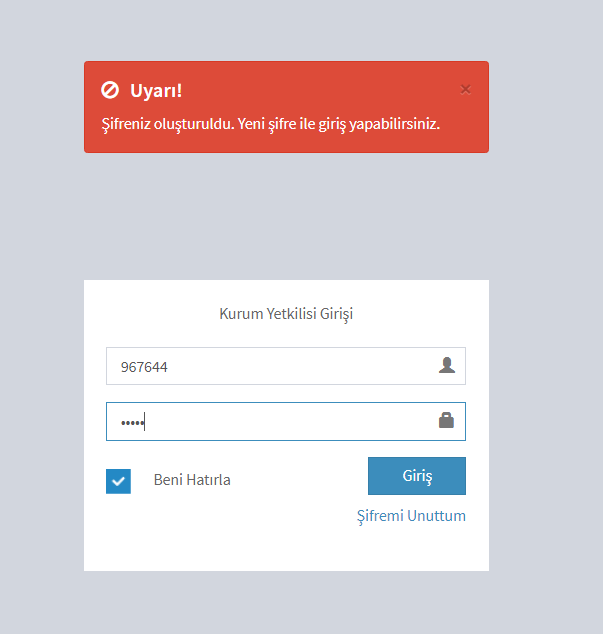 Uyarı!
×
Şifreniz oluşturuldu. Yeni şifre ile giriş yapabilirsiniz.
Kurum Yetkilisi Girişi
967644
•••••
Beni Hatırla
Giriş
Şifremi Unuttum